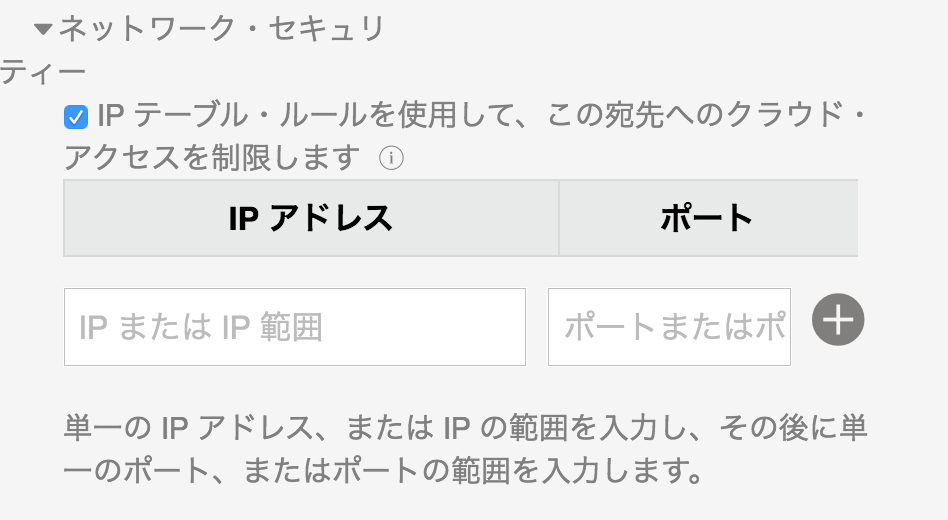 ▼ネットワーク・セキュリ
ティー
IP テーブル・ルールを使用して、この宛先へのクラウド・
アクセスを制限します ⓘ
IP アドレス ポート
IP または IP 範囲 ポートまたはポ
単一の IP アドレス、または IP の範囲を入力し、その後に単
一のポート、またはポートの範囲を入力します。